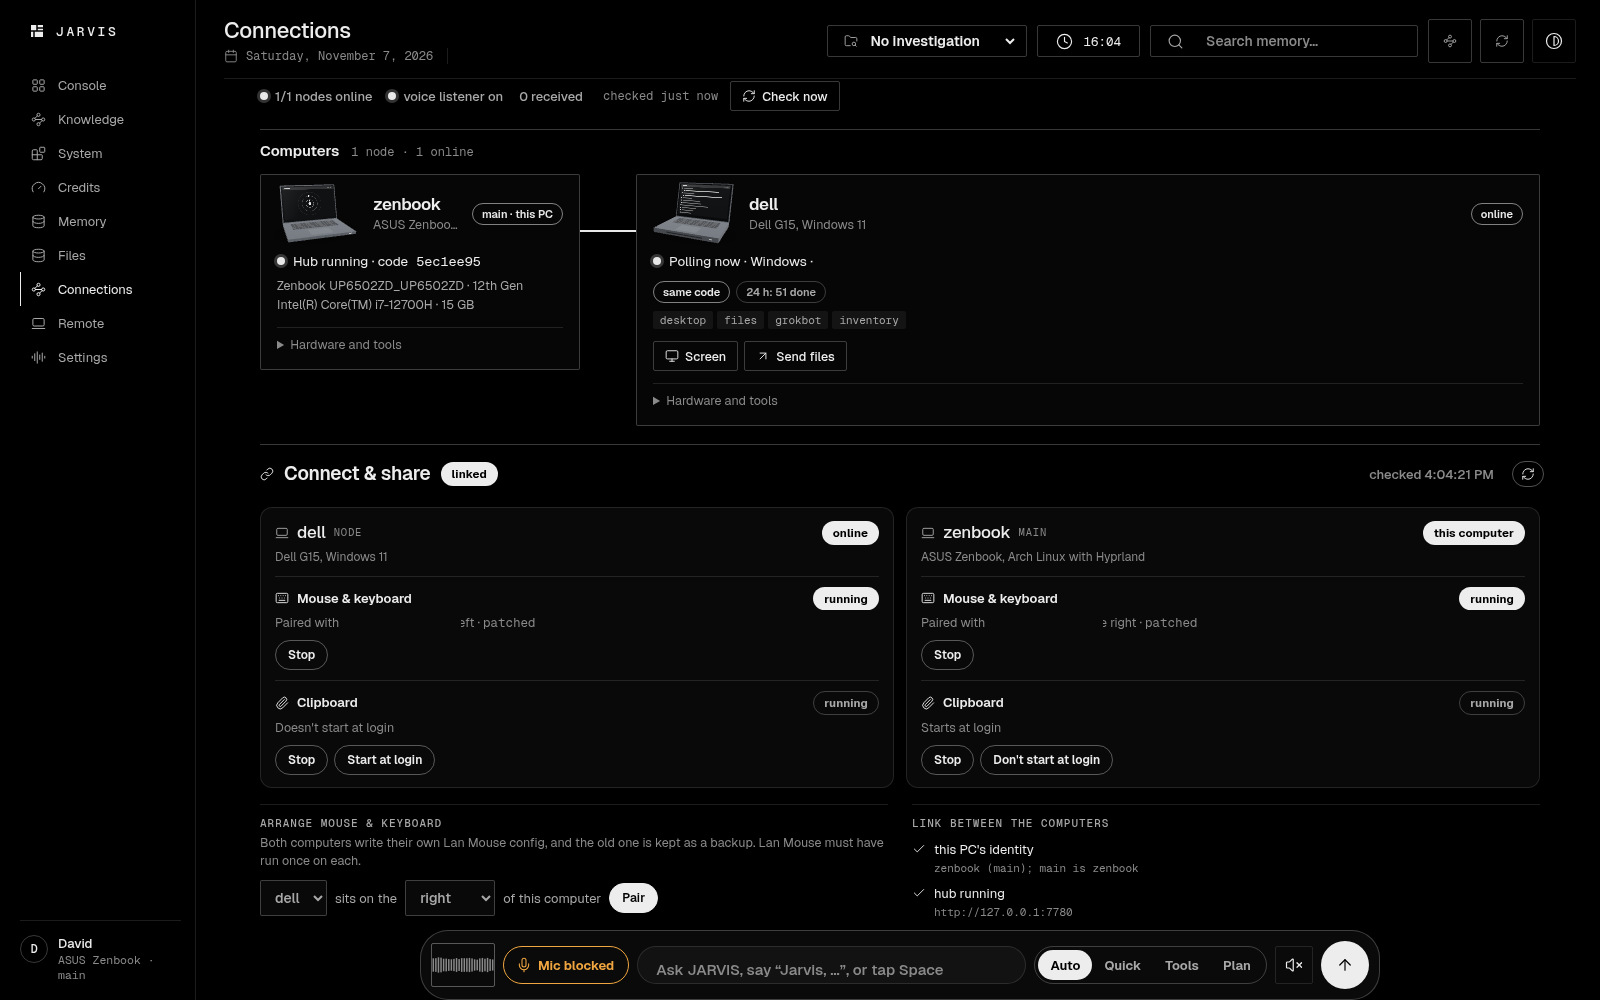 JARVIS
Console
Knowledge
System
Credits
Memory
Files
Connections
Remote
Settings
D
David
ASUS Zenbook ·
main
Connections
Saturday, November 7, 2026
No investigation
16:04
Search memory...
1/1 nodes online
voice listener on
0 received
checked just now
Check now
Computers
1 node · 1 online
zenbook
ASUS Zenboo...
main · this PC
Hub running · code 5ec1ee95
Zenbook UP6502ZD_UP6502ZD · 12th Gen
Intel(R) Core(TM) i7-12700H · 15 GB
Hardware and tools
dell
Dell G15, Windows 11
online
Polling now · Windows ·
same code
24 h: 51 done
desktop
files
grokbot
inventory
Screen
Send files
Hardware and tools
Connect & share
linked
checked 4:04:21 PM
dell NODE
online
Dell G15, Windows 11
Mouse & keyboard
running
Paired with
eft · patched
Stop
Clipboard
running
Doesn't start at login
Stop
Start at login
zenbook MAIN
this computer
ASUS Zenbook, Arch Linux with Hyprland
Mouse & keyboard
running
Paired with
right · patched
Stop
Clipboard
running
Starts at login
Stop
Don't start at login
ARRANGE MOUSE & KEYBOARD
Both computers write their own Lan Mouse config, and the old one is kept as a backup. Lan Mouse must have
run once on each.
dell
sits on the
right
of this computer
Pair
LINK BETWEEN THE COMPUTERS
this PC's identity
zenbook (main); main is zenbook
hub running
http://127.0.0.1:7780
Mic blocked
Ask JARVIS, say “Jarvis, ...”, or tap Space
Auto
Quick
Tools
Plan